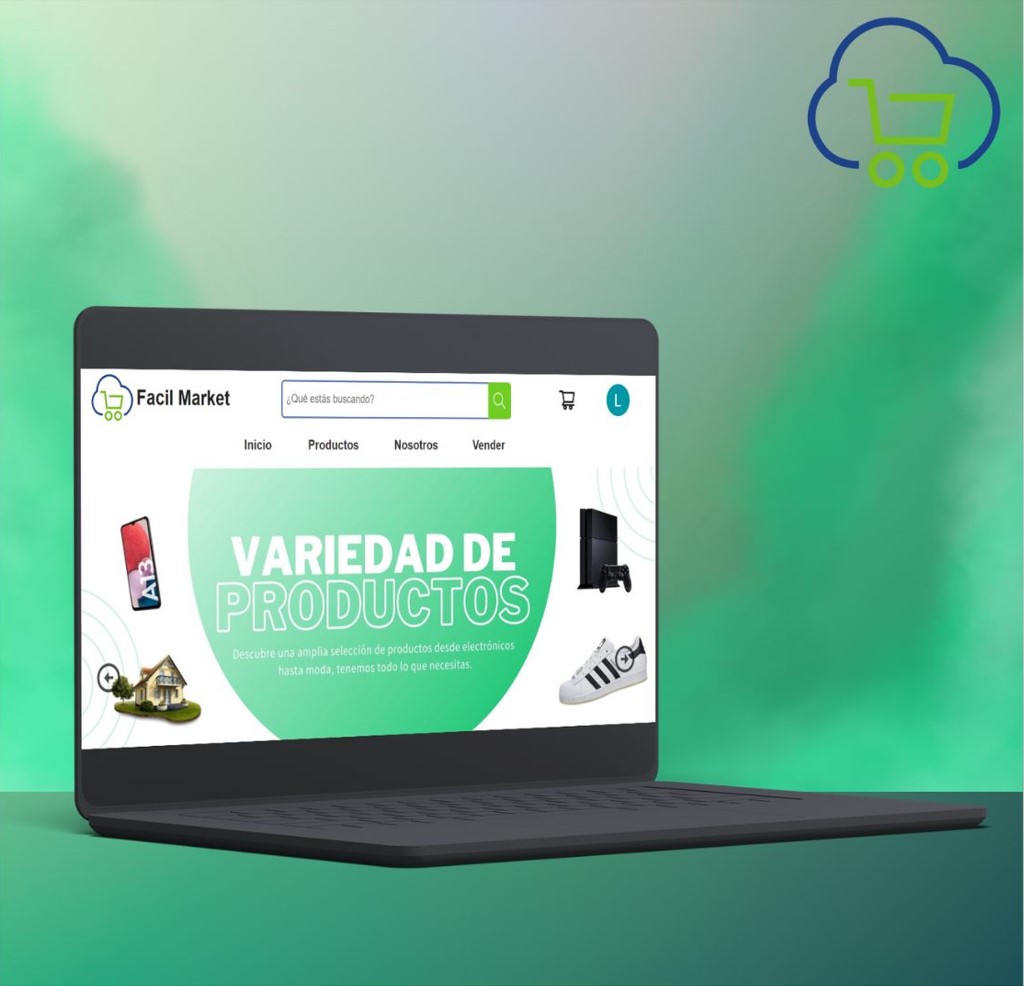 Facil Market
¿Qué estás buscando?
L
Inicio Productos Nosotros Vender
VARIEDAD DE
PRODUCTOS
Descubre una amplia selección de productos desde electrónicos
hasta moda, tenemos todo lo que necesitas.
A13